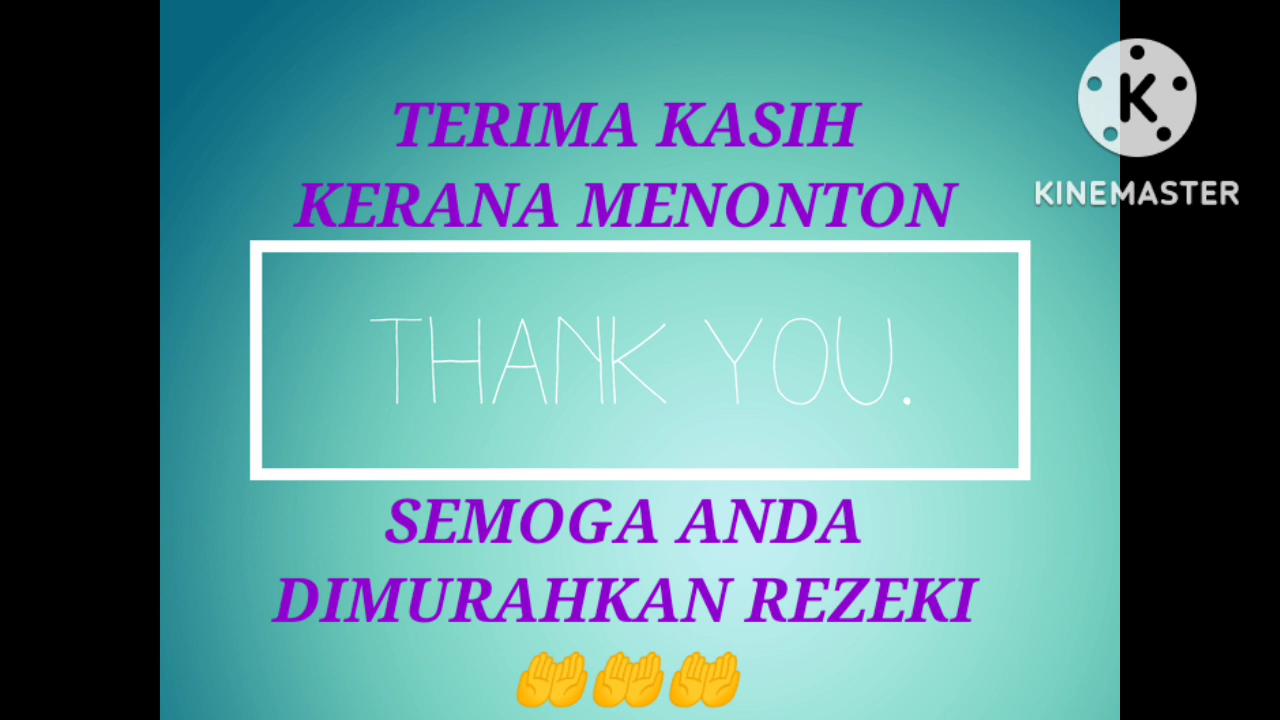 TERIMA KASIH
KERANA MENONTON
THANK YOU.
SEMOGA ANDA
DIMURAHKAN REZEKI
🤲🤲🤲
K
KINEMASTER